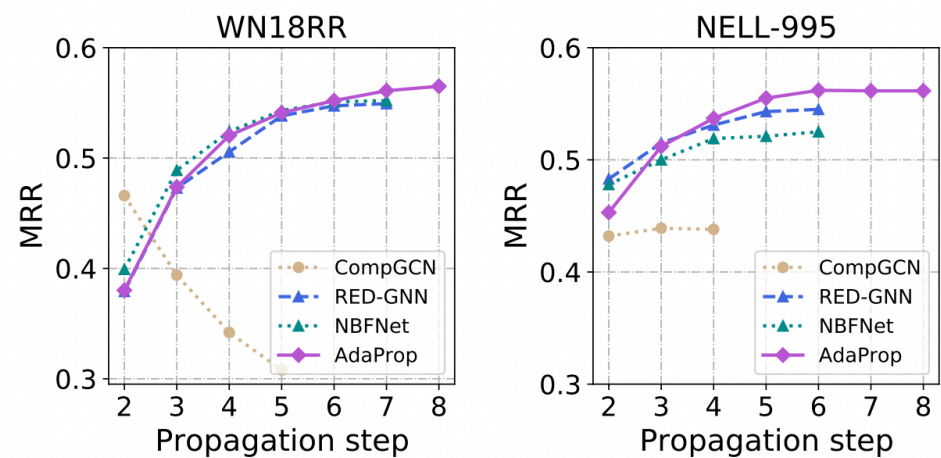 WN18RR
0.6
0.5
0.4
0.3
MRR
2 3 4 5 6 7 8
Propagation step
CompGCN
RED-GNN
NBFNet
AdaProp
NELL-995
0.6
0.5
0.4
0.3
MRR
2 3 4 5 6 7 8
Propagation step
CompGCN
RED-GNN
NBFNet
AdaProp